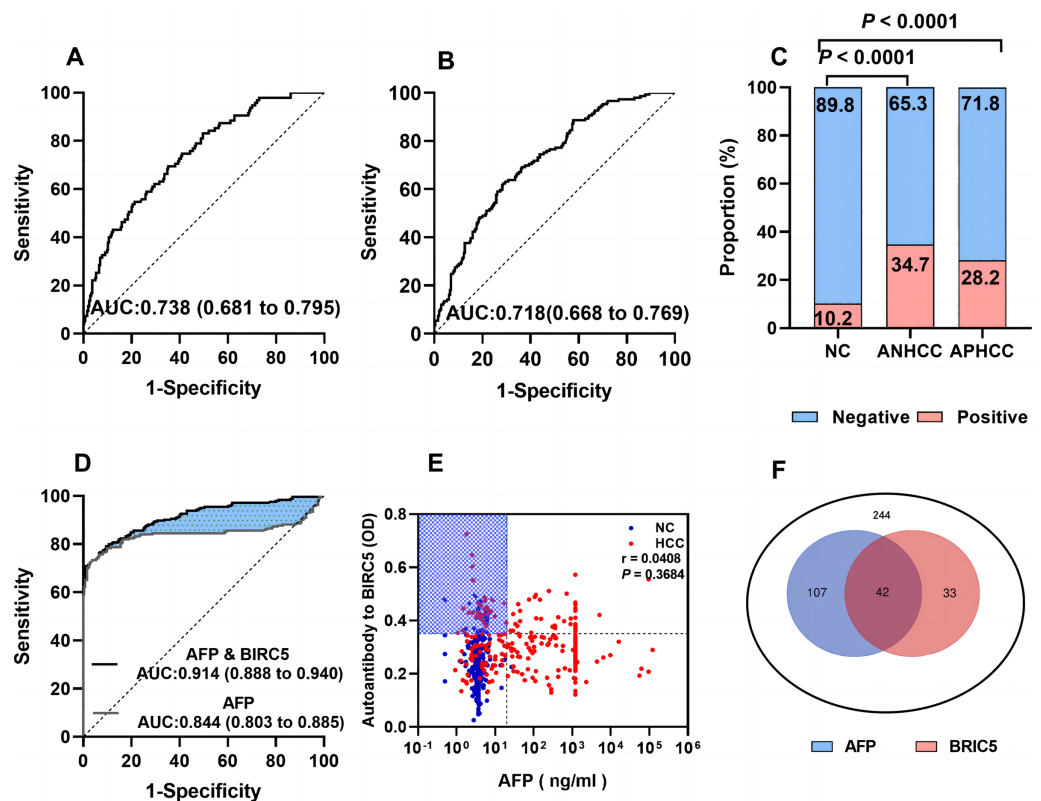 A
Sensitivity
100
80
60
40
20
0
AUC:0.738 (0.681 to 0.795)
0 20 40 60 80 100
1-Specificity
B
Sensitivity
100
80
60
40
20
0
AUC:0.718(0.668 to 0.769)
0 20 40 60 80 100
1-Specificity
C
P < 0.0001
P < 0.0001
Proportion (%)
100
80
60
40
20
0
89.8 65.3 71.8
10.2 34.7 28.2
NC ANHCC APHCC
Negative Positive
D
Sensitivity
100
80
60
40
20
0
AFP & BIRC5
AUC:0.914 (0.888 to 0.940)
AFP
AUC:0.844 (0.803 to 0.885)
0 20 40 60 80 100
1-Specificity
E
Autoantibody to BIRC5 (OD)
0.8
0.6
0.4
0.2
0.0
NC
HCC
r = 0.0408
P = 0.3684
10⁻¹ 10⁰ 10¹ 10² 10³ 10⁴ 10⁵ 10⁶
AFP ( ng/ml )
F
244
107 42 33
AFP BRIC5